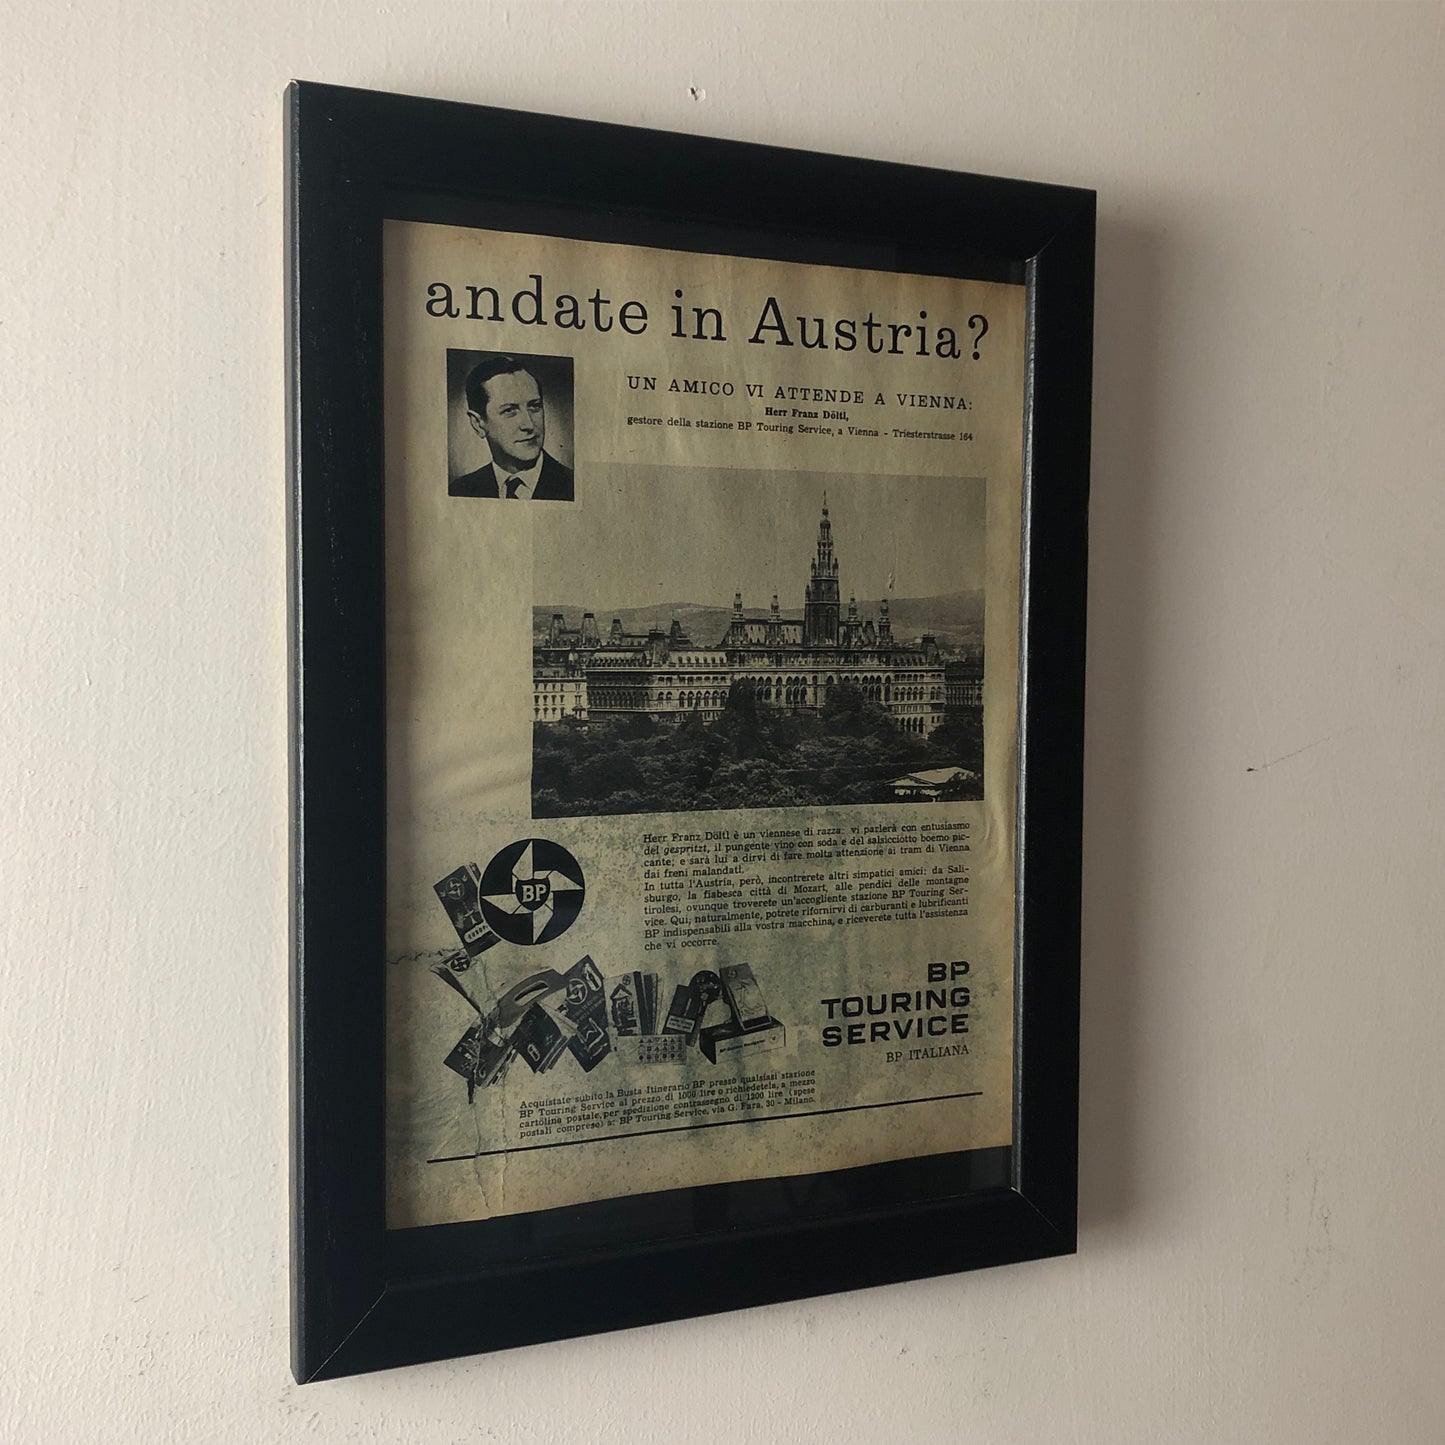 andate in Austria?
UN AMICO VI ATTENDE A VIENNA:
Herr Franz Döltl,
gestore della stazione BP Touring Service, a Vienna - Triesterstrasse 164
Herr Franz Döltl è un viennese di razza: vi parlerà con entusiasmo
del gespritzt, il pungente vino con soda e del salsicciotto boemo pic-
cante; e sarà lui a dirvi di fare molta attenzione ai tram di Vienna
dai freni malandati.
In tutta l'Austria, però, incontrerete altri simpatici amici: da Sali-
sburgo, la fiabesca città di Mozart, alle pendici delle montagne
tirolesi, ovunque troverete un'accogliente stazione BP Touring Ser-
vice. Qui, naturalmente, potrete rifornirvi di carburanti e lubrificanti
BP indispensabili alla vostra macchina, e riceverete tutta l'assistenza
che vi occorre.
BP
EUROPA
BP
TOURING
SERVICE
BP ITALIANA
Acquistate subito la Busta Itinerario BP presso qualsiasi stazione
BP Touring Service al prezzo di 1000 lire o richiedetela, a mezzo
cartolina postale, per spedizione contrassegno di 1200 lire (spese
postali comprese) a: BP Touring Service, via G. Fara, 30 - Milano.